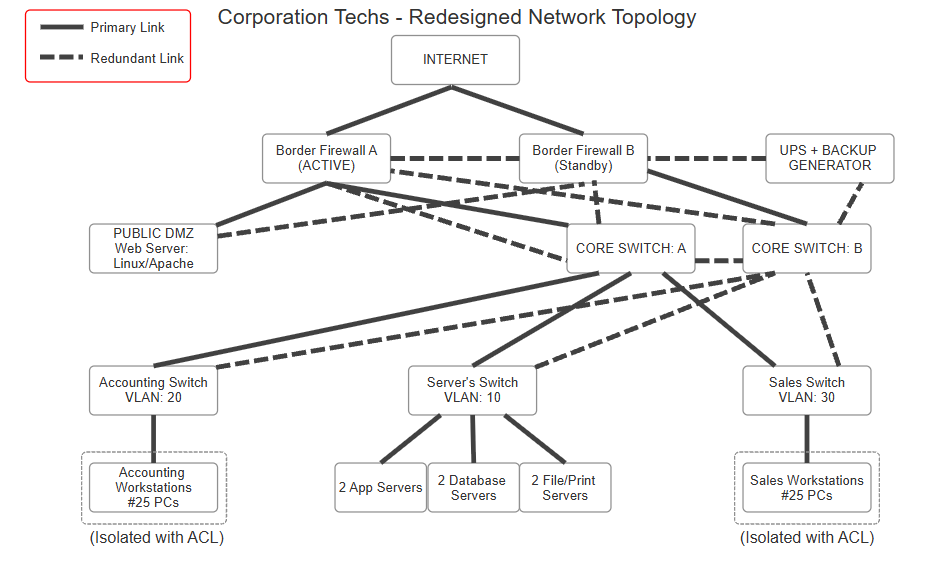 Corporation Techs - Redesigned Network Topology
Primary Link
Redundant Link
INTERNET
Border Firewall A
(ACTIVE)
Border Firewall B
(Standby)
UPS + BACKUP
GENERATOR
PUBLIC DMZ
Web Server:
Linux/Apache
CORE SWITCH: A
CORE SWITCH: B
Accounting Switch
VLAN: 20
Server's Switch
VLAN: 10
Sales Switch
VLAN: 30
Accounting
Workstations
#25 PCs
2 App Servers
2 Database
Servers
2 File/Print
Servers
Sales Workstations
#25 PCs
(Isolated with ACL)
(Isolated with ACL)